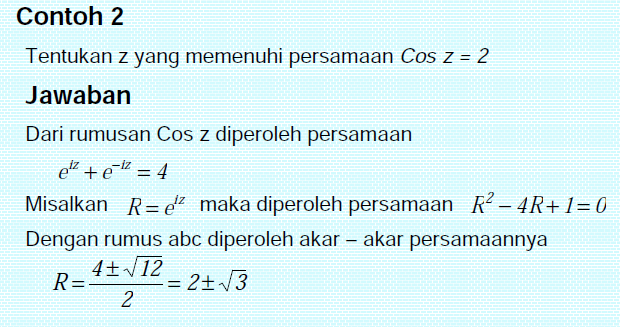 Contoh 2
Tentukan z yang memenuhi persamaan Cos z = 2
Jawaban
Dari rumusan Cos z diperoleh persamaan
e^{iz} + e^{-iz} = 4
Misalkan R = e^{iz} maka diperoleh persamaan R^2 – 4R + 1 = 0
Dengan rumus abc diperoleh akar – akar persamaannya
R = \frac{4 ± \sqrt{12}}{2} = 2 ± \sqrt{3}